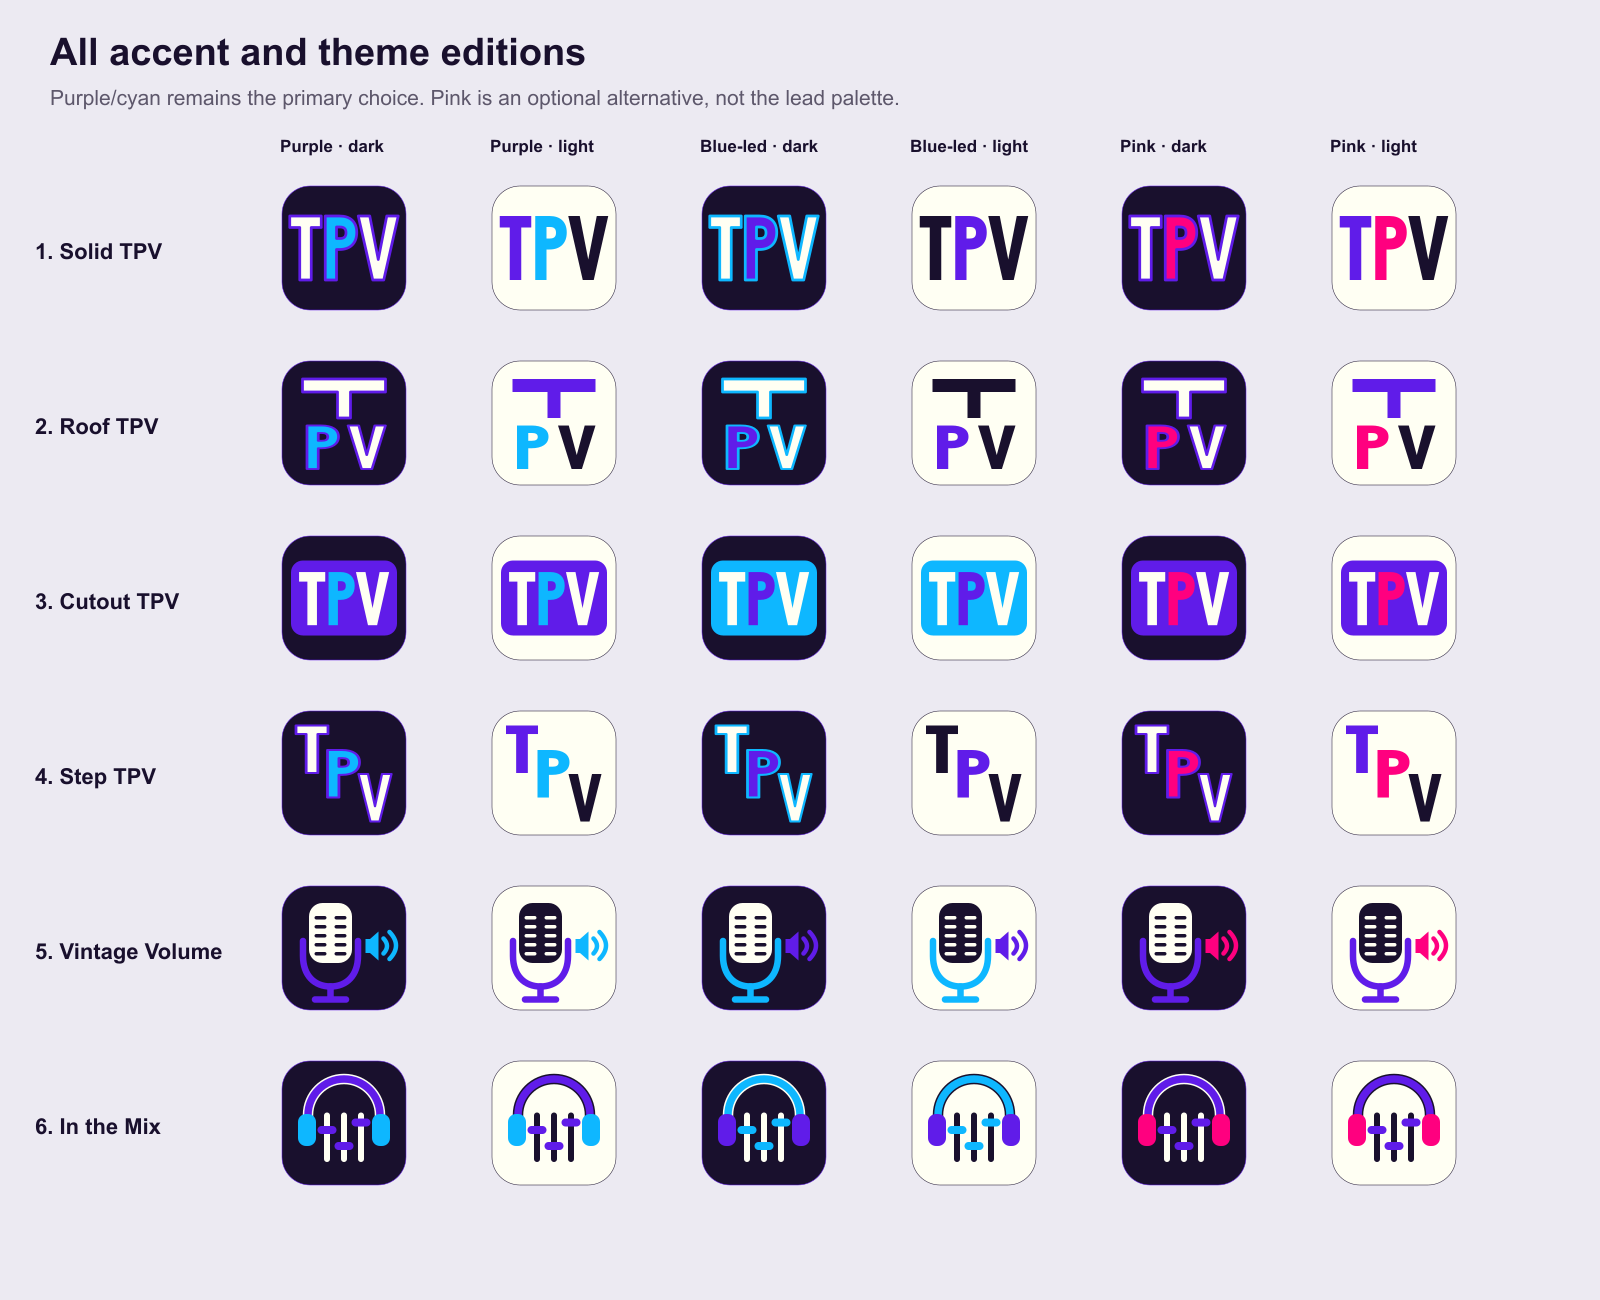 All accent and theme editions
Purple/cyan remains the primary choice. Pink is an optional alternative, not the lead palette.
Purple · dark Purple · light Blue-led · dark Blue-led · light Pink · dark Pink · light
1. Solid TPV TPV TPV TPV TPV TPV TPV
2. Roof TPV
T T T T T T
PV PV PV PV PV PV
3. Cutout TPV TPV TPV TPV TPV TPV TPV
4. Step TPV TPV TPV TPV TPV TPV TPV
5. Vintage Volume
6. In the Mix